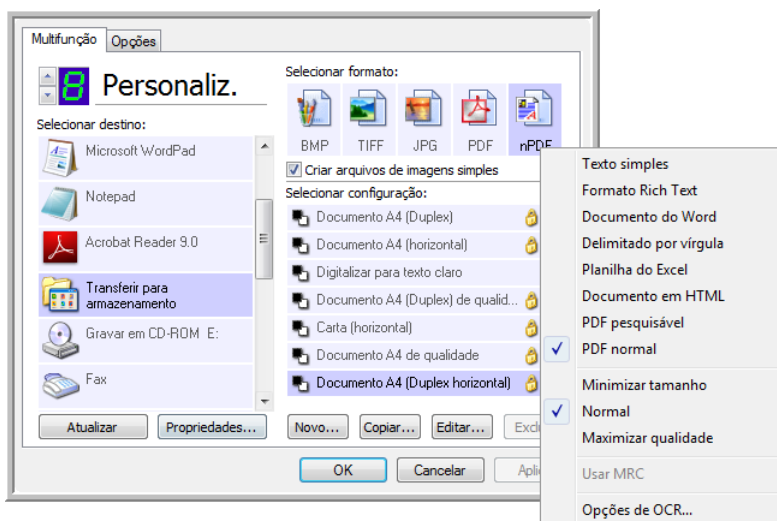 Multifunção
Opções
8
Personaliz.
Selecionar destino:
Microsoft WordPad
Notepad
Acrobat Reader 9.0
Transferir para
armazenamento
Gravar em CD-ROM E:
Fax
Atualizar
Propriedades...
Selecionar formato:
BMP
TIFF
JPG
PDF
nPDF
Criar arquivos de imagens simples
Selecionar configuração:
Documento A4 (Duplex)
Documento A4 (horizontal)
Digitalizar para texto claro
Documento A4 (Duplex) de qualid...
Carta (horizontal)
Documento A4 de qualidade
Documento A4 (Duplex horizontal)
Novo...
Copiar...
Editar...
OK
Cancelar
Texto simples
Formato Rich Text
Documento do Word
Delimitado por vírgula
Planilha do Excel
Documento em HTML
PDF pesquisável
PDF normal
Minimizar tamanho
Normal
Maximizar qualidade
Usar MRC
Opções de OCR...